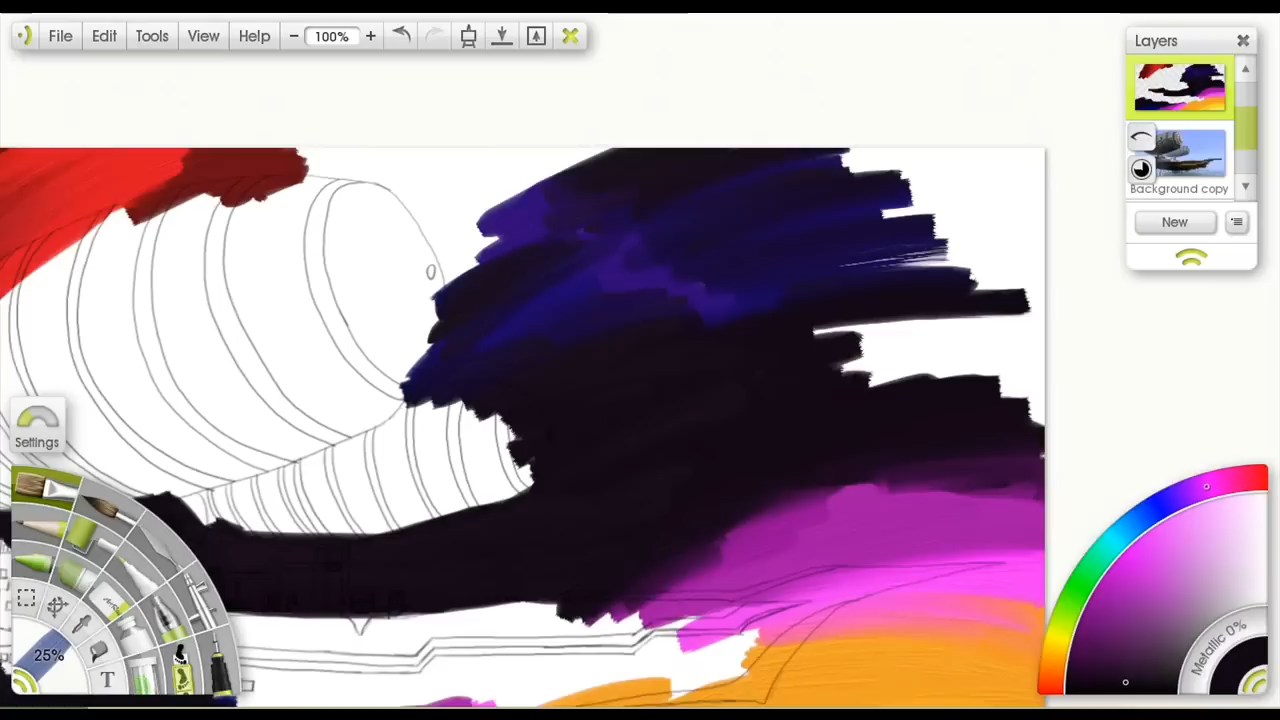 File Edit Tools View Help − 100% +
Layers
Background copy
New
Settings
25%
T
Metallic 0%